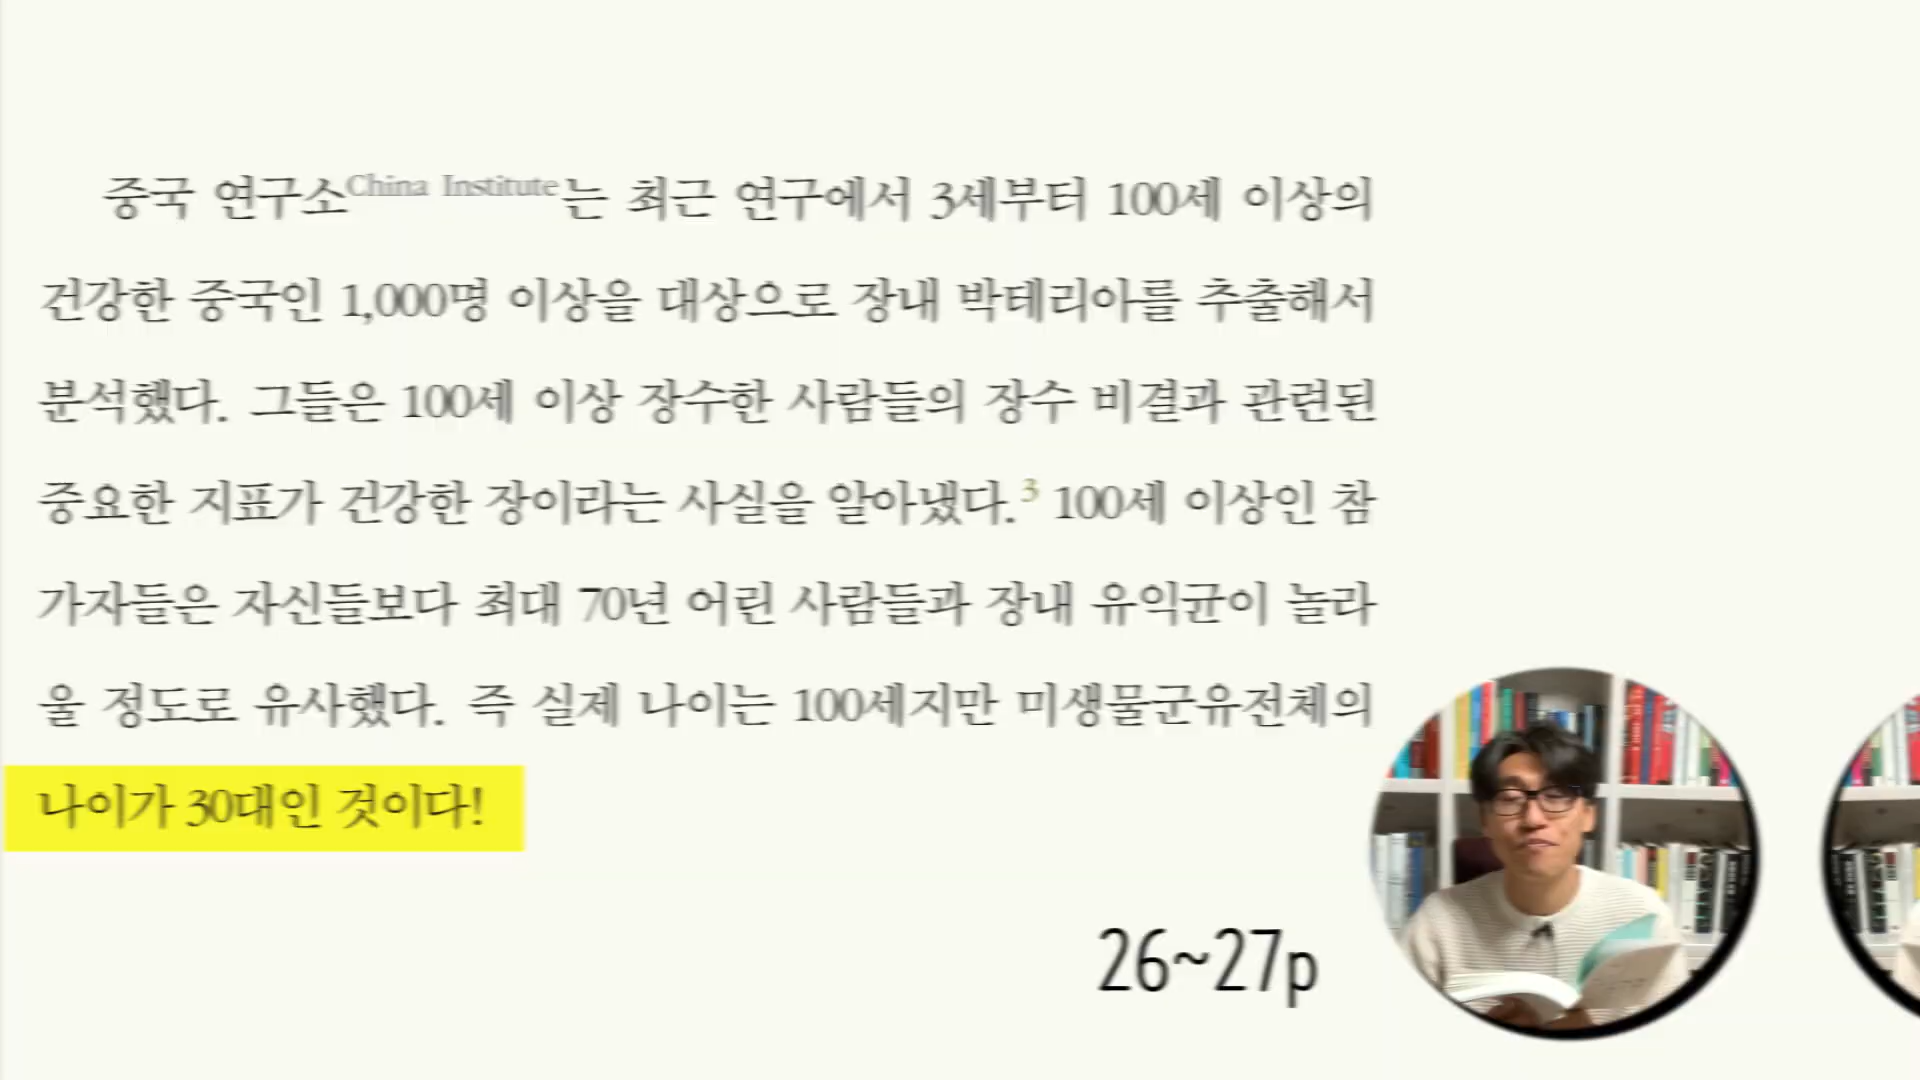 중국 연구소China Institute는 최근 연구에서 3세부터 100세 이상의
건강한 중국인 1,000명 이상을 대상으로 장내 박테리아를 추출해서
분석했다. 그들은 100세 이상 장수한 사람들의 장수 비결과 관련된
중요한 지표가 건강한 장이라는 사실을 알아냈다.3 100세 이상인 참
가자들은 자신들보다 최대 70년 어린 사람들과 장내 유익균이 놀라
울 정도로 유사했다. 즉 실제 나이는 100세지만 미생물군유전체의
나이가 30대인 것이다!
26~27p